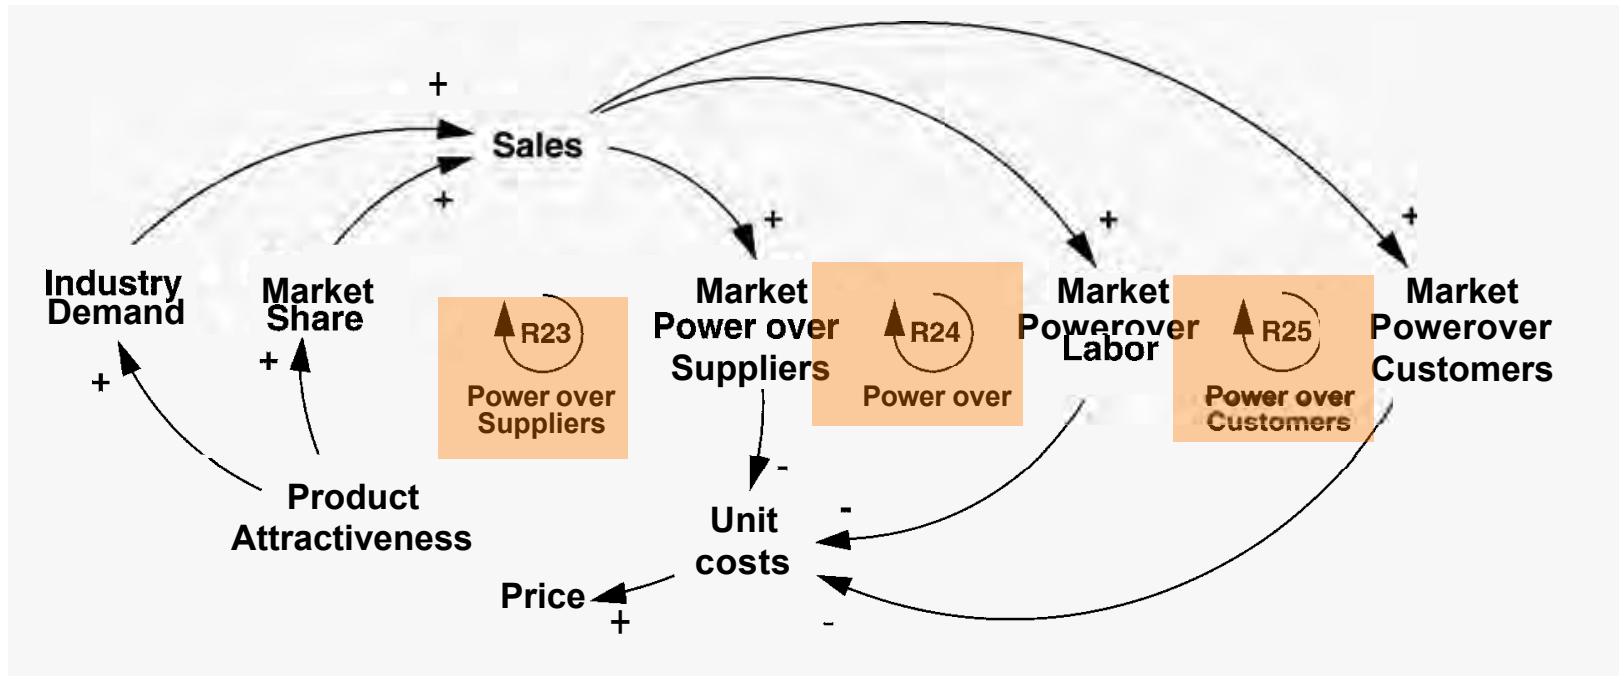 +
Sales
+
+
+
+
Industry
Demand
Market
Share
R23
Power over
Suppliers
Market
Power over
Suppliers
R24
Power over
Market
Powerover
Labor
R25
Power over
Customers
Market
Powerover
Customers
+
+
-
Product
Attractiveness
Unit
costs
-
Price
+
-